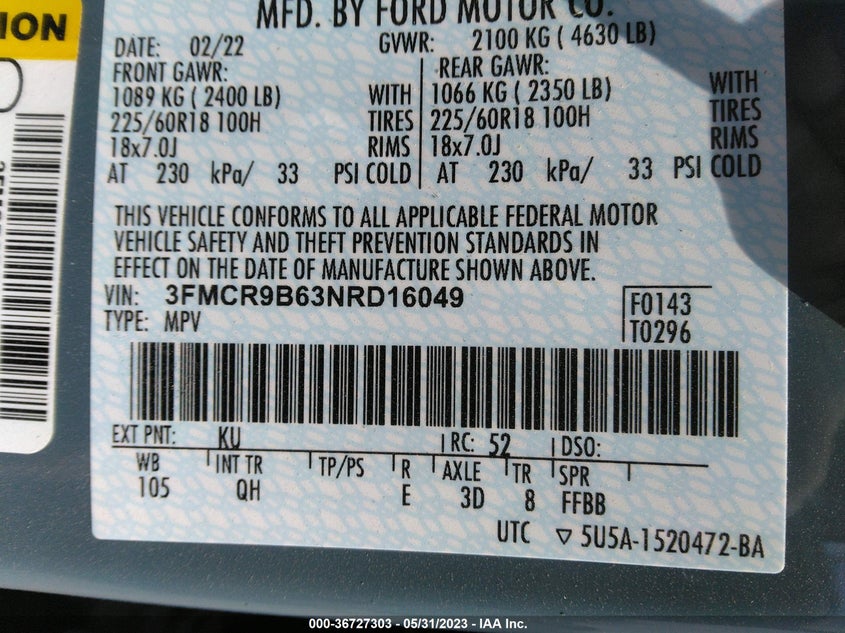 ION
MFD. BY FORD MOTOR CO.
DATE: 02/22 GVWR: 2100 KG ( 4630 LB)
FRONT GAWR: REAR GAWR:
1089 KG ( 2400 LB) WITH 1066 KG ( 2350 LB) WITH
225/60R18 100H TIRES 225/60R18 100H TIRES
18x7.0J RIMS 18x7.0J RIMS
AT 230 kPa/ 33 PSI COLD AT 230 kPa/ 33 PSI COLD
THIS VEHICLE CONFORMS TO ALL APPLICABLE FEDERAL MOTOR
VEHICLE SAFETY AND THEFT PREVENTION STANDARDS IN
EFFECT ON THE DATE OF MANUFACTURE SHOWN ABOVE.
VIN: 3FMCR9B63NRD16049 F0143
TYPE: MPV T0296
EXT PNT: KU RC: 52 DSO:
WB INT TR TP/PS R AXLE TR SPR
105 QH E 3D 8 FFBB
UTC ▽ 5U5A-1520472-BA
000-36727303 - 05/31/2023 - IAA Inc.